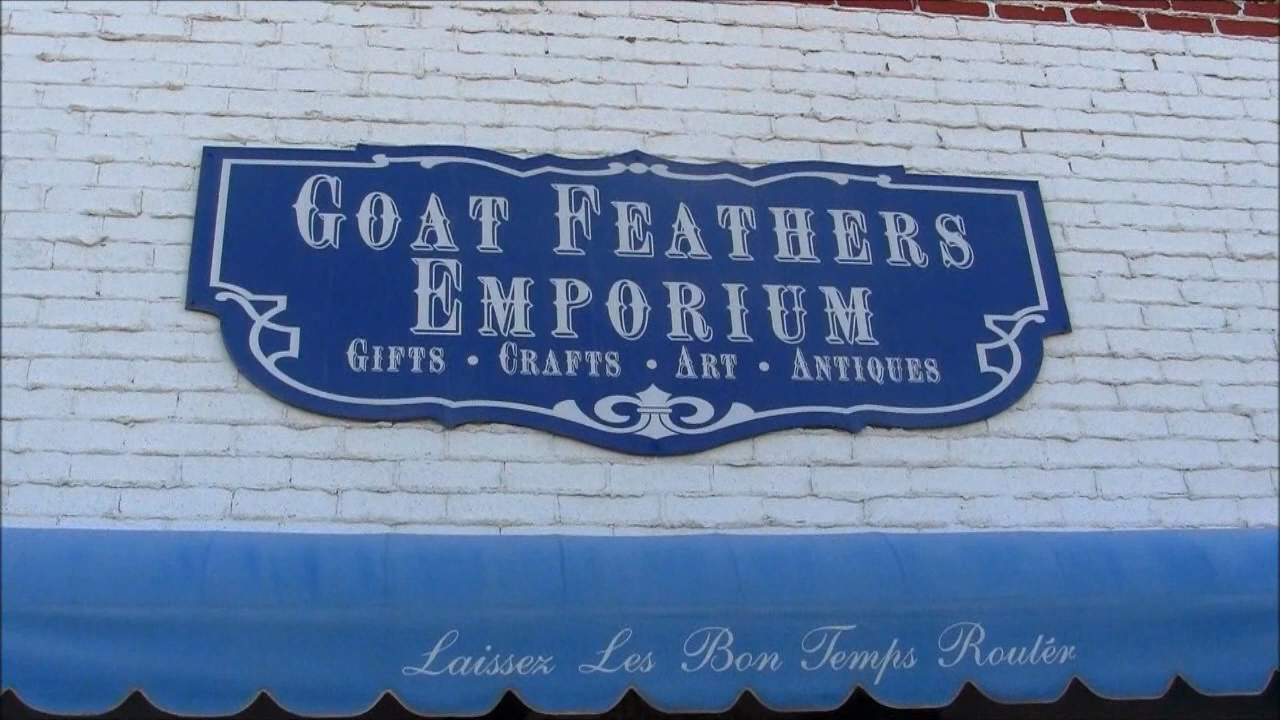 GOAT FEATHERS
EMPORIUM
GIFTS • CRAFTS • ART • ANTIQUES
Laissez Les Bon Temps Roulér